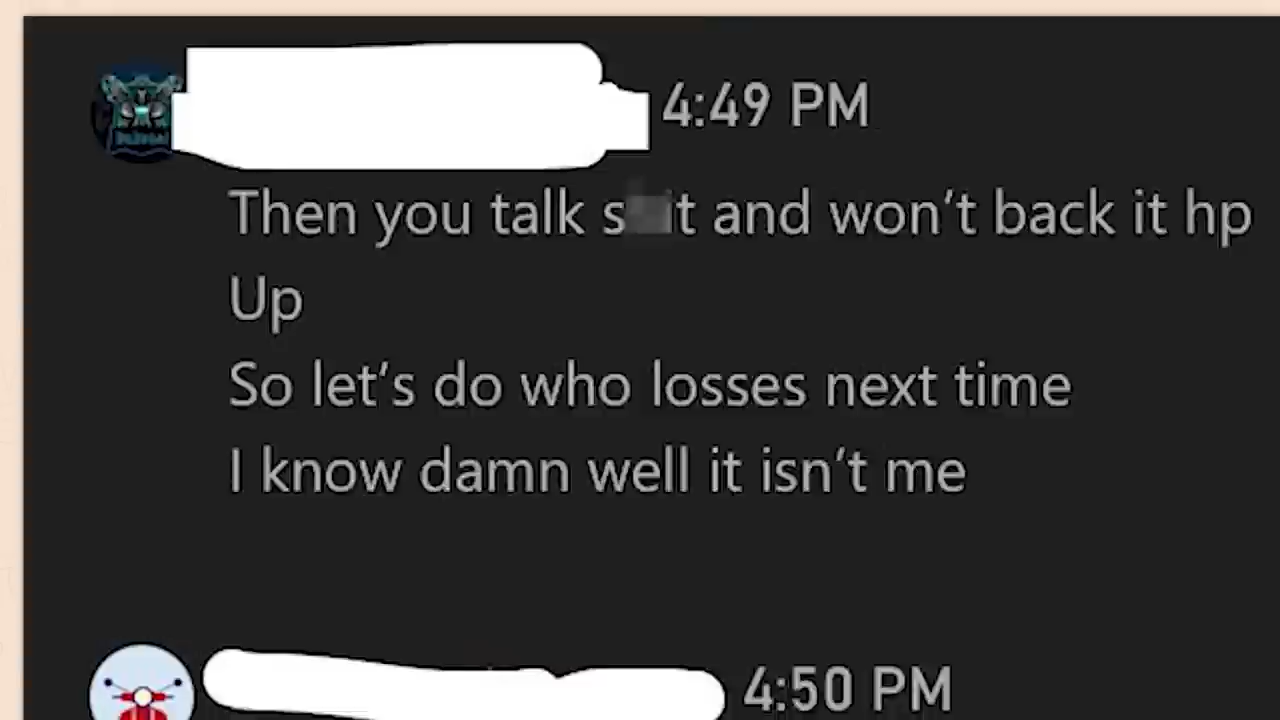 4:49 PM
Then you talk s it and won't back it hp
Up
So let's do who losses next time
I know damn well it isn't me
4:50 PM